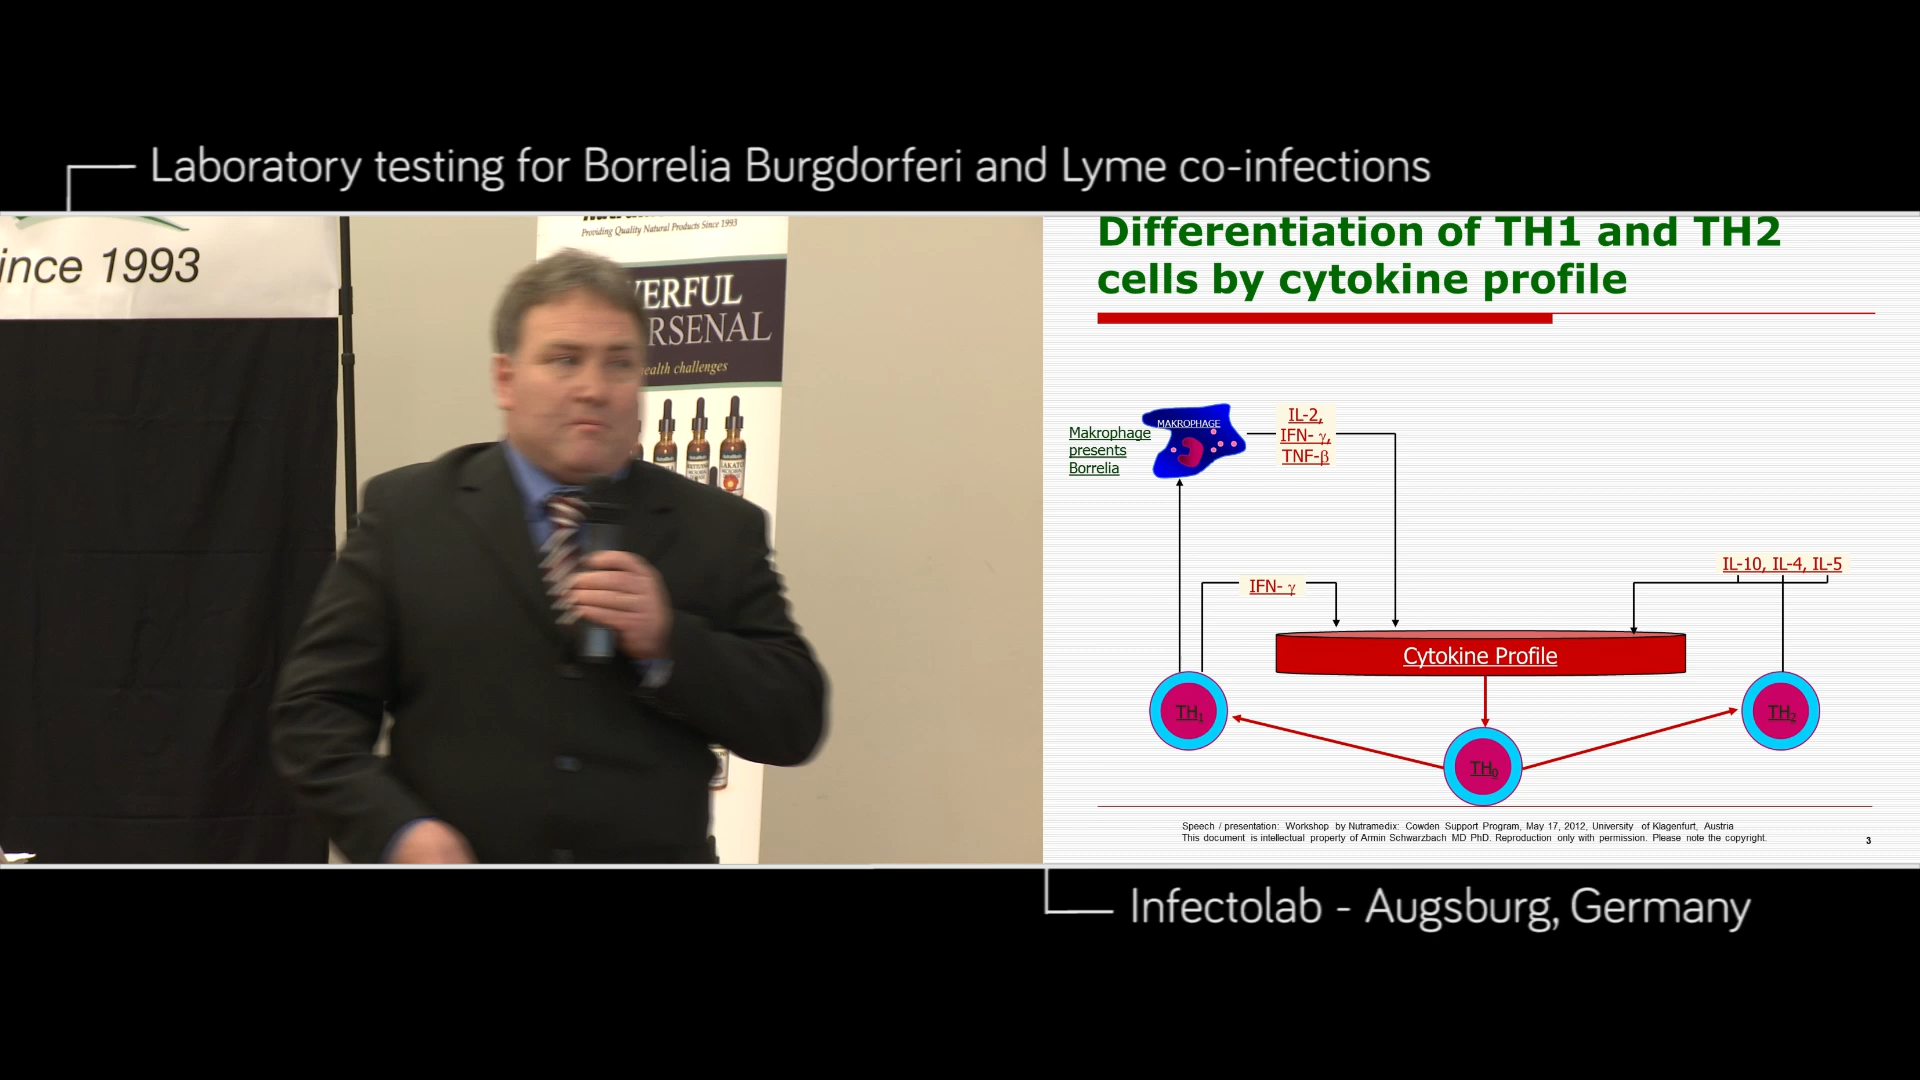 Laboratory testing for Borrelia Burgdorferi and Lyme co-infections
ince 1993
Providing Quality Natural Products Since 1993
VERFUL
RSENAL
ealth challenges
Differentiation of TH1 and TH2
cells by cytokine profile
Makrophage
presents
Borrelia
MAKROPHAGE
IL-2,
IFN- γ,
TNF-β
IFN- γ
IL-10, IL-4, IL-5
Cytokine Profile
TH1
TH2
TH0
Speech / presentation: Workshop by Nutramedix: Cowden Support Program, May 17, 2012, University of Klagenfurt, Austria
This document is intellectual property of Armin Schwarzbach MD PhD. Reproduction only with permission. Please note the copyright.
3
Infectolab - Augsburg, Germany